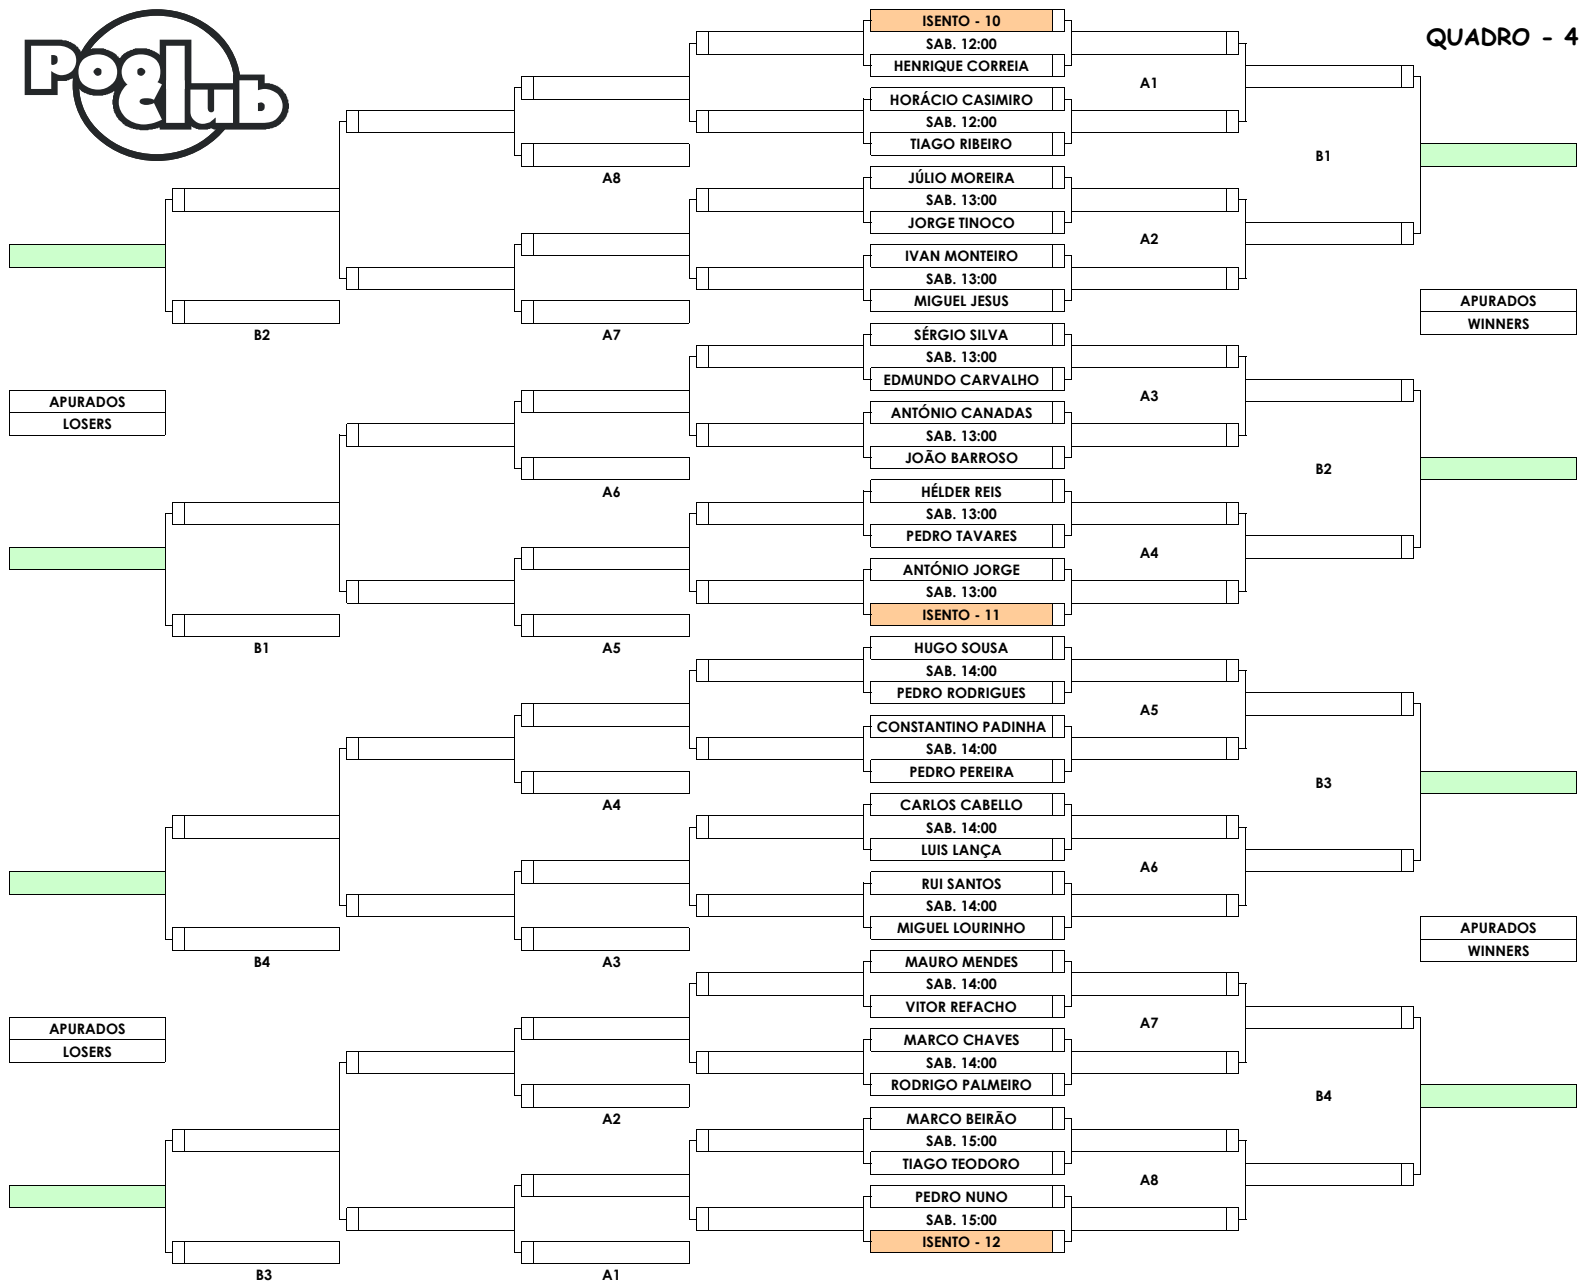 Pool Club
QUADRO - 4
ISENTO - 10
SAB. 12:00
HENRIQUE CORREIA
A1
HORÁCIO CASIMIRO
SAB. 12:00
TIAGO RIBEIRO
A8
B1
JÚLIO MOREIRA
SAB. 13:00
JORGE TINOCO
A2
IVAN MONTEIRO
SAB. 13:00
MIGUEL JESUS
APURADOS
WINNERS
B2
A7
SÉRGIO SILVA
SAB. 13:00
EDMUNDO CARVALHO
A3
APURADOS
LOSERS
ANTÓNIO CANADAS
SAB. 13:00
JOÃO BARROSO
B2
A6
HÉLDER REIS
SAB. 13:00
PEDRO TAVARES
A4
ANTÓNIO JORGE
SAB. 13:00
ISENTO - 11
B1
A5
HUGO SOUSA
SAB. 14:00
PEDRO RODRIGUES
A5
CONSTANTINO PADINHA
SAB. 14:00
PEDRO PEREIRA
B3
A4
CARLOS CABELLO
SAB. 14:00
LUIS LANÇA
A6
RUI SANTOS
SAB. 14:00
MIGUEL LOURINHO
APURADOS
WINNERS
B4
A3
MAURO MENDES
SAB. 14:00
VITOR REFACHO
A7
APURADOS
LOSERS
MARCO CHAVES
SAB. 14:00
RODRIGO PALMEIRO
B4
A2
MARCO BEIRÃO
SAB. 15:00
TIAGO TEODORO
A8
PEDRO NUNO
SAB. 15:00
ISENTO - 12
B3
A1